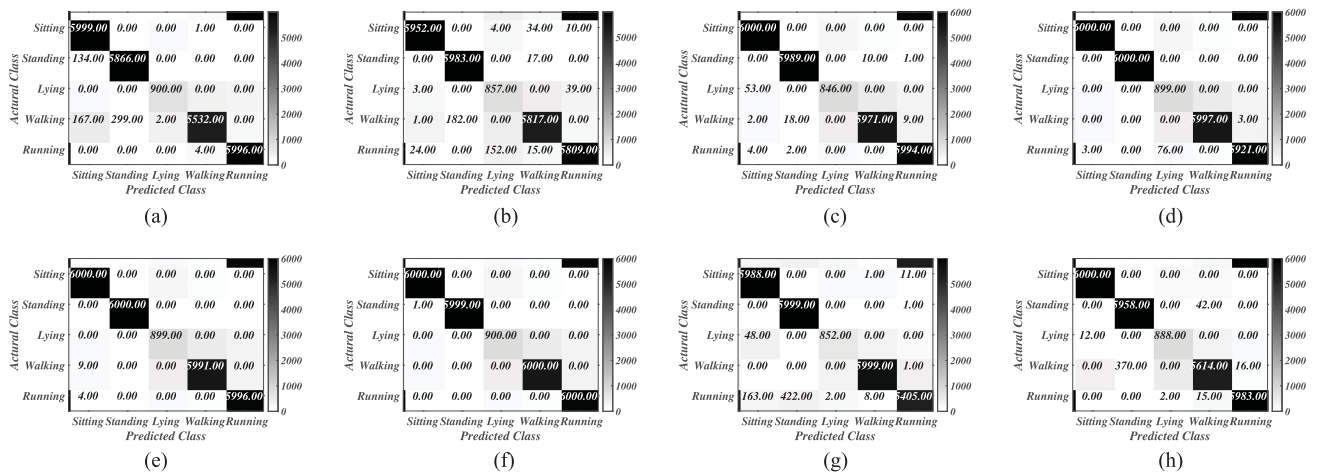 Sitting 5999.00 0.00 0.00 1.00 0.00
Standing 134.00 5866.00 0.00 0.00 0.00
Lying 0.00 0.00 900.00 0.00 0.00
Walking 167.00 299.00 2.00 5532.00 0.00
Running 0.00 0.00 0.00 4.00 5996.00
Sitting Standing Lying Walking Running
Predicted Class
Actural Class
5000
4000
3000
2000
1000
0
(a)
Sitting 5952.00 0.00 4.00 34.00 10.00
Standing 0.00 5983.00 0.00 17.00 0.00
Lying 3.00 0.00 857.00 0.00 39.00
Walking 1.00 182.00 0.00 5817.00 0.00
Running 24.00 0.00 152.00 15.00 5809.00
Sitting Standing Lying Walking Running
Predicted Class
Actural Class
5000
4000
3000
2000
1000
0
(b)
Sitting 6000.00 0.00 0.00 0.00 0.00
Standing 0.00 5989.00 0.00 10.00 1.00
Lying 53.00 0.00 846.00 0.00 0.00
Walking 2.00 18.00 0.00 5971.00 9.00
Running 4.00 2.00 0.00 0.00 5994.00
Sitting Standing Lying Walking Running
Predicted Class
Acutural Class
6000
5000
4000
3000
2000
1000
0
(c)
Sitting 6000.00 0.00 0.00 0.00 0.00
Standing 0.00 6000.00 0.00 0.00 0.00
Lying 0.00 0.00 899.00 0.00 0.00
Walking 0.00 0.00 0.00 5997.00 3.00
Running 3.00 0.00 76.00 0.00 5921.00
Sitting Standing Lying Walking Running
Predicted Class
Actural Class
6000
5000
4000
3000
2000
1000
0
(d)
Sitting 6000.00 0.00 0.00 0.00 0.00
Standing 0.00 6000.00 0.00 0.00 0.00
Lying 0.00 0.00 899.00 0.00 0.00
Walking 9.00 0.00 0.00 5991.00 0.00
Running 4.00 0.00 0.00 0.00 5996.00
Sitting Standing Lying Walking Running
Predicted Class
Actural Class
6000
5000
4000
3000
2000
1000
0
(e)
Sitting 6000.00 0.00 0.00 0.00 0.00
Standing 1.00 5999.00 0.00 0.00 0.00
Lying 0.00 0.00 900.00 0.00 0.00
Walking 0.00 0.00 0.00 6000.00 0.00
Running 0.00 0.00 0.00 0.00 6000.00
Sitting Standing Lying Walking Running
Predicted Class
Actural Class
6000
5000
4000
3000
2000
1000
0
(f)
Sitting 5988.00 0.00 0.00 1.00 11.00
Standing 0.00 5999.00 0.00 0.00 1.00
Lying 48.00 0.00 852.00 0.00 0.00
Walking 0.00 0.00 0.00 5999.00 1.00
Running 163.00 422.00 2.00 8.00 5405.00
Sitting Standing Lying Walking Running
Predicted Class
Actural Class
6000
5000
4000
3000
2000
1000
0
(g)
Sitting 6000.00 0.00 0.00 0.00 0.00
Standing 0.00 5958.00 0.00 42.00 0.00
Lying 12.00 0.00 888.00 0.00 0.00
Walking 0.00 370.00 0.00 5614.00 16.00
Running 0.00 0.00 2.00 15.00 5983.00
Sitting Standing Lying Walking Running
Predicted Class
Actural Class
6000
5000
4000
3000
2000
1000
0
(h)